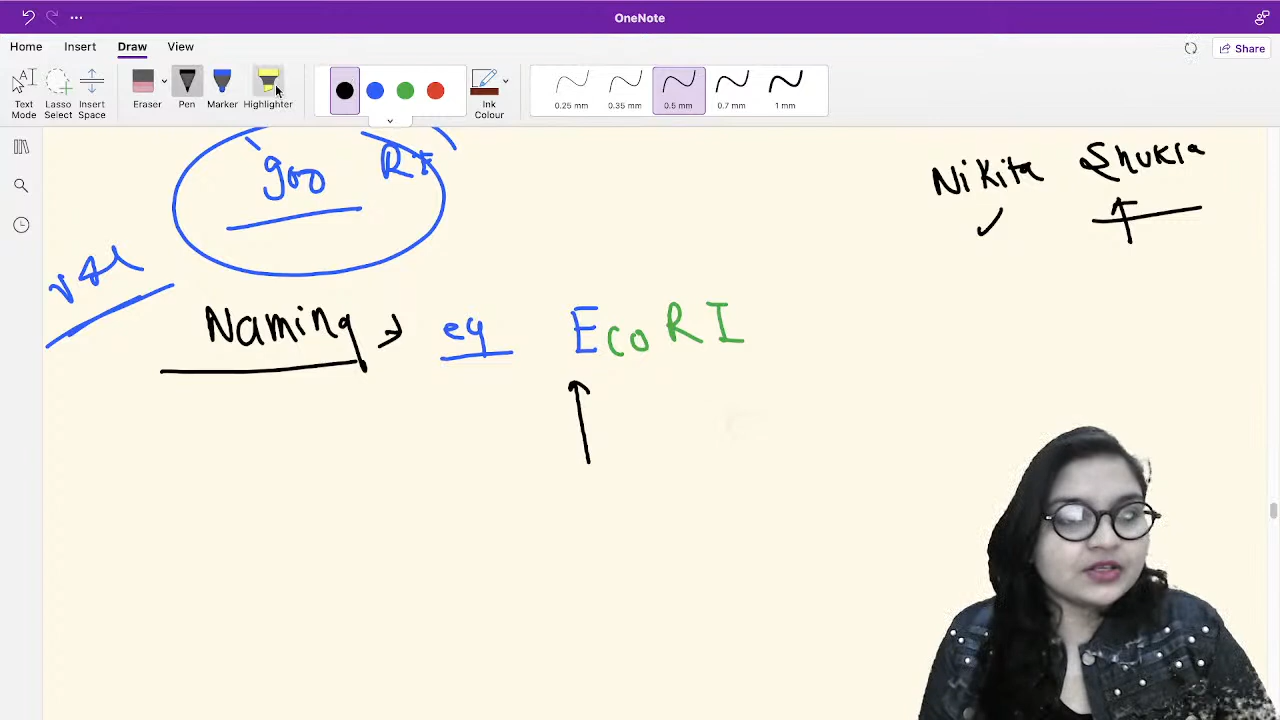 OneNote
Home Insert Draw View
Share
Text Mode Lasso Select Insert Space Eraser Pen Marker Highlighter Ink Colour 0.25 mm 0.35 mm 0.5 mm 0.7 mm 1 mm
900 RE
Nikita Shukla
Naming → eg EcoRI